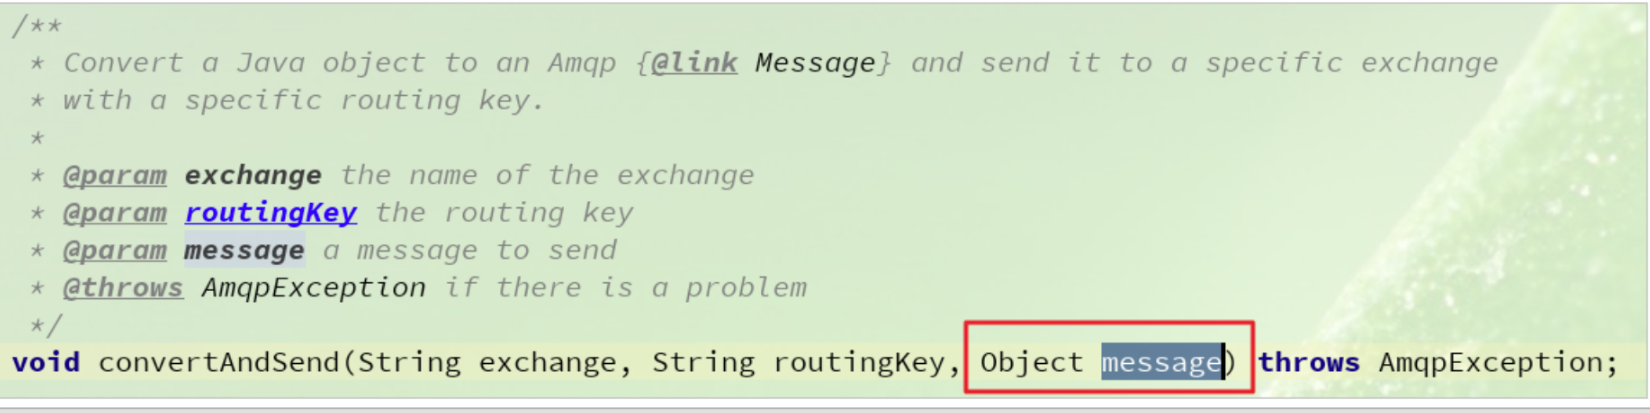 /**
* Convert a Java object to an Amqp {@link Message} and send it to a specific exchange
* with a specific routing key.
*
* @param exchange the name of the exchange
* @param routingKey the routing key
* @param message a message to send
* @throws AmqpException if there is a problem
*/
void convertAndSend(String exchange, String routingKey, Object message) throws AmqpException;